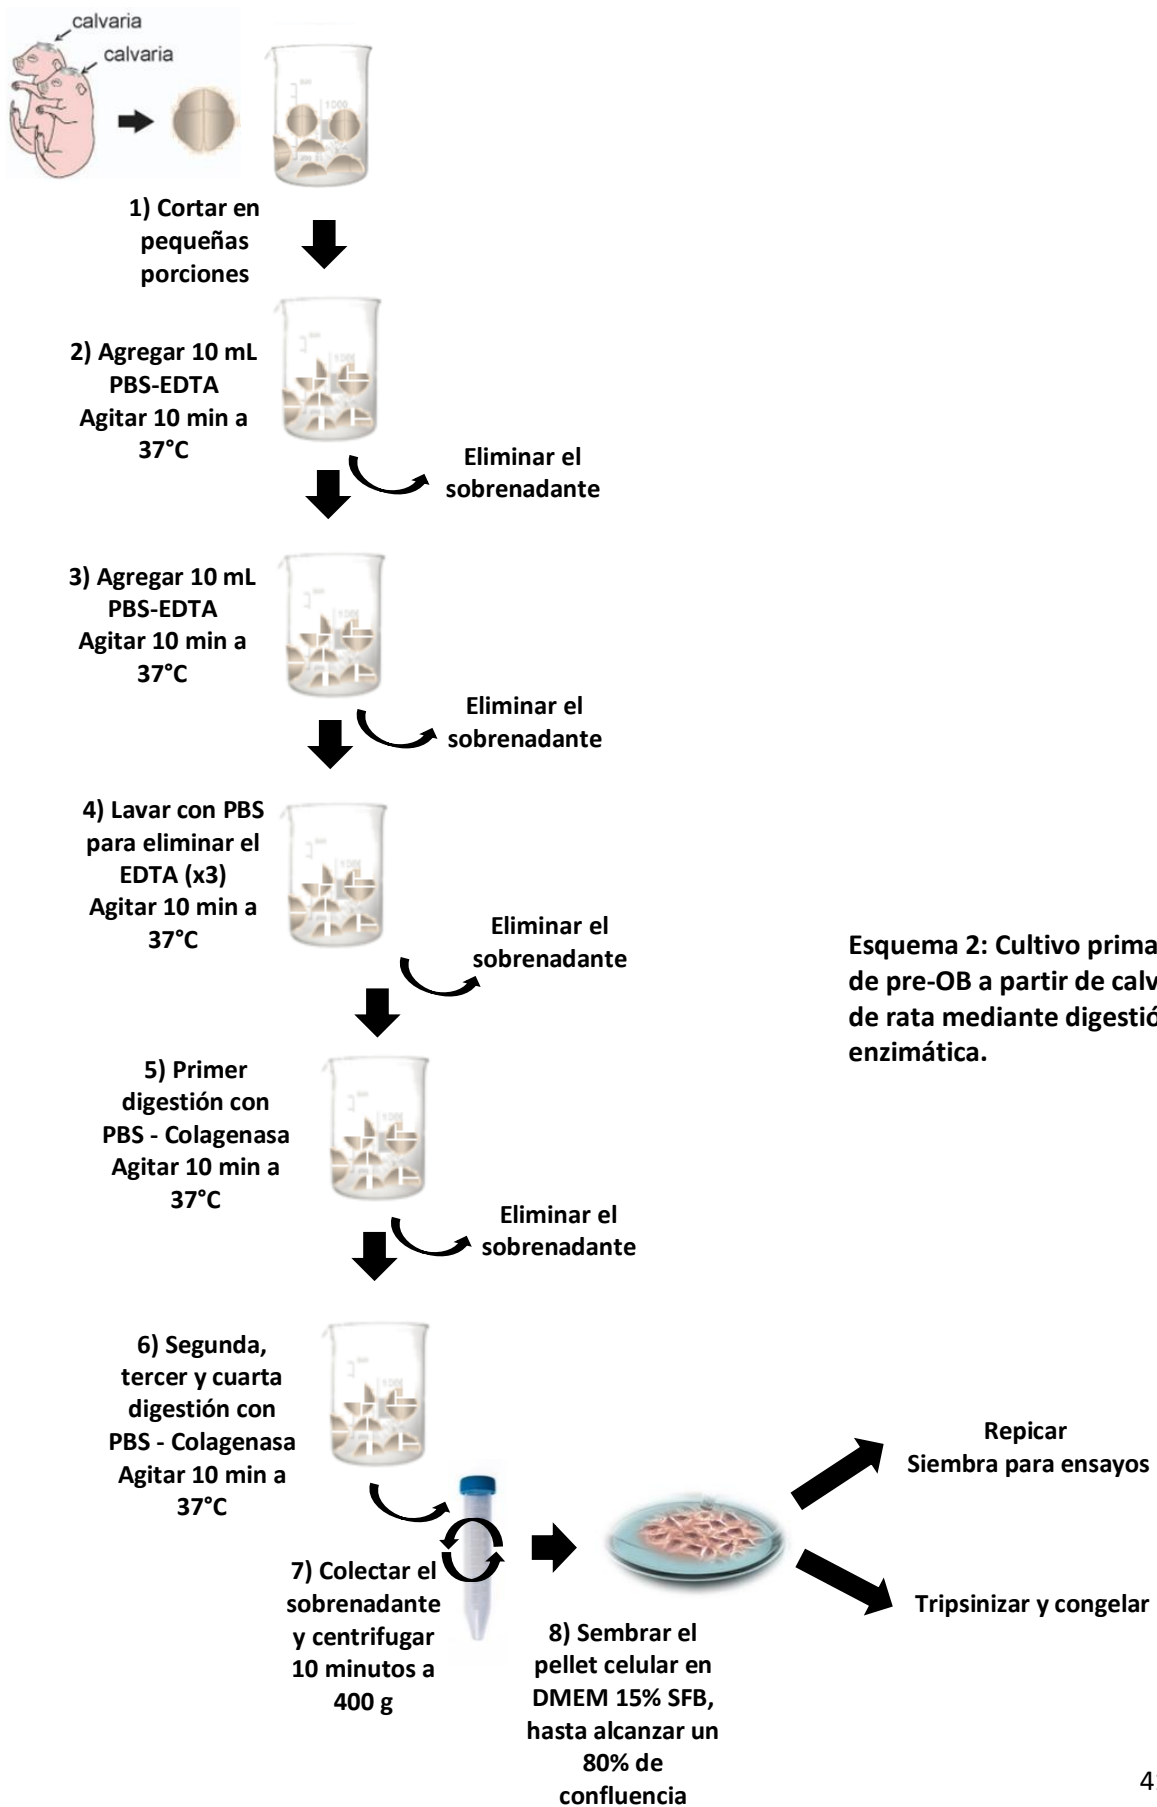 calvaria
calvaria
1) Cortar en
pequeñas
porciones
2) Agregar 10 mL
PBS-EDTA
Agitar 10 min a
37°C
Eliminar el
sobrenadante
3) Agregar 10 mL
PBS-EDTA
Agitar 10 min a
37°C
Eliminar el
sobrenadante
4) Lavar con PBS
para eliminar el
EDTA (x3)
Agitar 10 min a
37°C
Eliminar el
sobrenadante
Esquema 2: Cultivo prima
de pre-OB a partir de calv
de rata mediante digestió
enzimática.
5) Primer
digestión con
PBS - Colagenasa
Agitar 10 min a
37°C
Eliminar el
sobrenadante
6) Segunda,
tercer y cuarta
digestión con
PBS - Colagenasa
Agitar 10 min a
37°C
7) Colectar el
sobrenadante
y centrifugar
10 minutos a
400 g
8) Sembrar el
pellet celular en
DMEM 15% SFB,
hasta alcanzar un
80% de
confluencia
Repicar
Siembra para ensayos
Tripsinizar y congelar